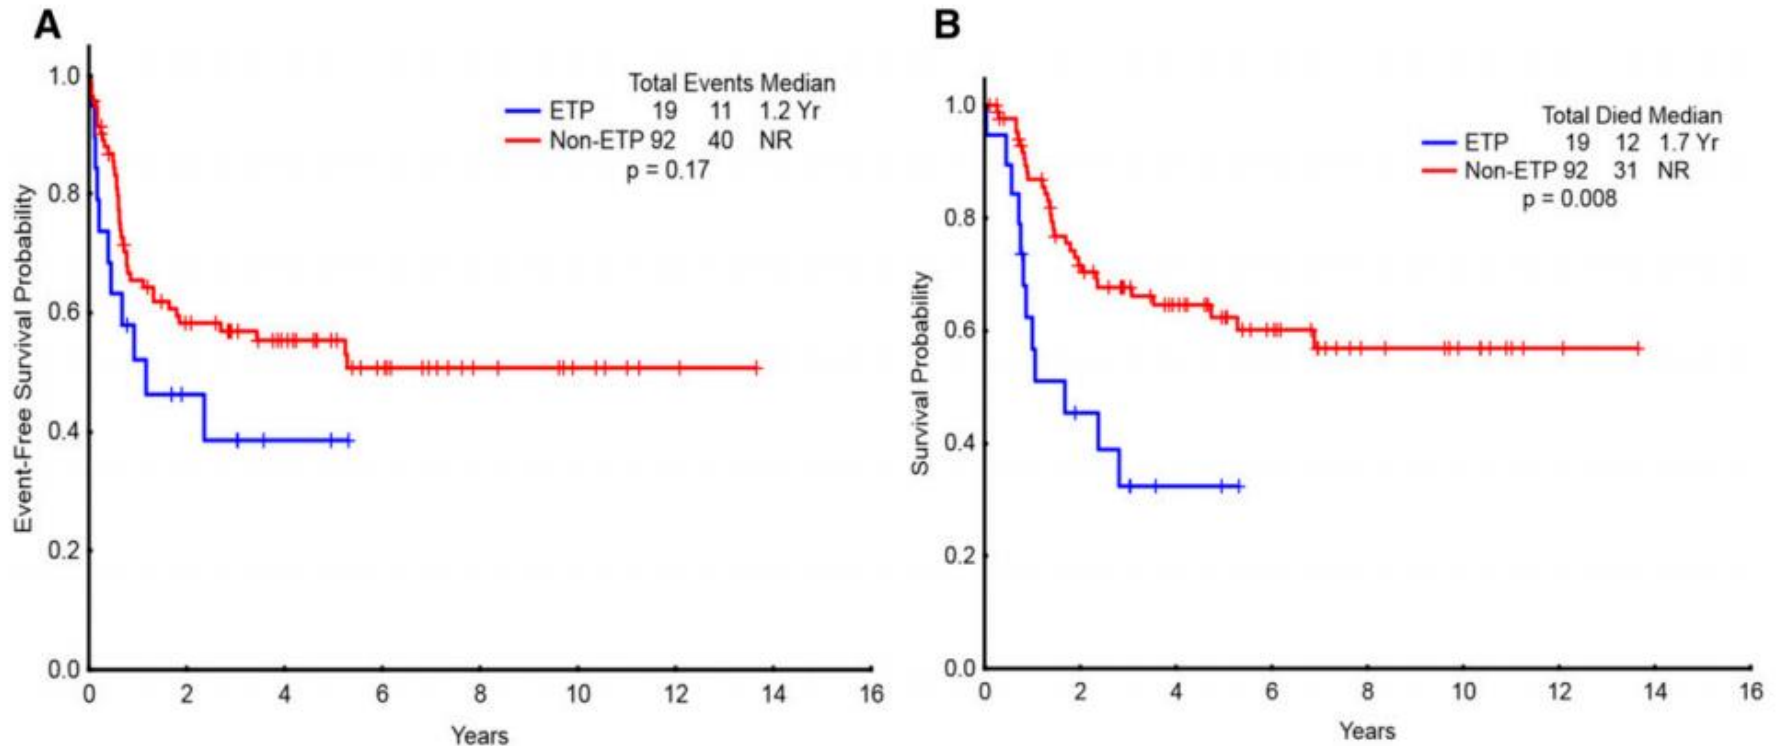 A
Event-Free Survival Probability
1.0
0.8
0.6
0.4
0.2
0.0
Total Events Median
ETP 19 11 1.2 Yr
Non-ETP 92 40 NR
p = 0.17
0 2 4 6 8 10 12 14 16
Years
B
Survival Probability
1.0
0.8
0.6
0.4
0.2
0.0
Total Died Median
ETP 19 12 1.7 Yr
Non-ETP 92 31 NR
p = 0.008
0 2 4 6 8 10 12 14 16
Years